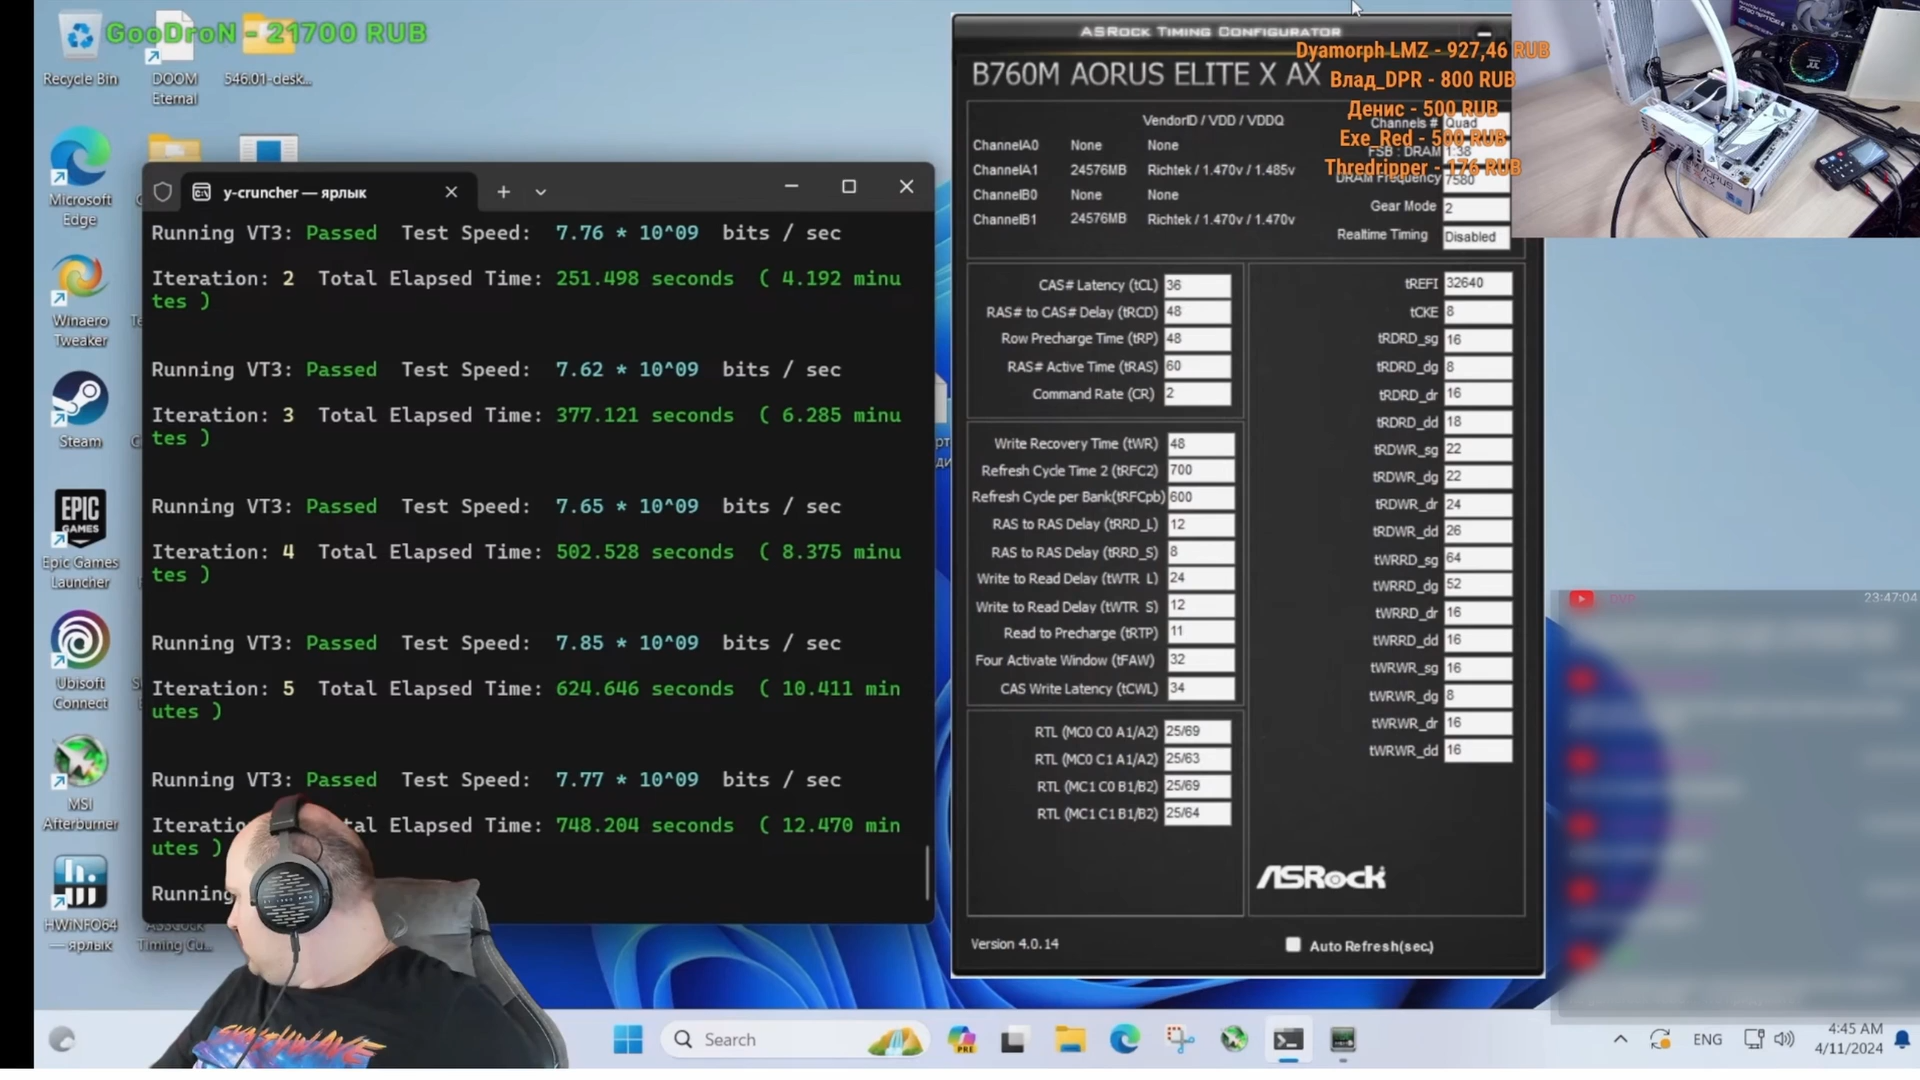 GooDroN - 21700 RUB
Recycle Bin
DOOM
Eternal
546.01-desk...
Microsoft
Edge
Winaero
Tweaker
Steam
EPIC
GAMES
Epic Games
Launcher
Ubisoft
Connect
MSI
Afterburner
HWiNFO64
— ярлык
Timing Cu...
y-cruncher — ярлык
Running VT3: Passed Test Speed: 7.76 * 10^09 bits / sec
Iteration: 2 Total Elapsed Time: 251.498 seconds ( 4.192 minu
tes )
Running VT3: Passed Test Speed: 7.62 * 10^09 bits / sec
Iteration: 3 Total Elapsed Time: 377.121 seconds ( 6.285 minu
tes )
Running VT3: Passed Test Speed: 7.65 * 10^09 bits / sec
Iteration: 4 Total Elapsed Time: 502.528 seconds ( 8.375 minu
tes )
Running VT3: Passed Test Speed: 7.85 * 10^09 bits / sec
Iteration: 5 Total Elapsed Time: 624.646 seconds ( 10.411 min
utes )
Running VT3: Passed Test Speed: 7.77 * 10^09 bits / sec
Iteratio tal Elapsed Time: 748.204 seconds ( 12.470 min
utes )
Running
ASRock Timing Configurator
B760M AORUS ELITE X AX
Dyamorph LMZ - 927,46 RUB
Влад_DPR - 800 RUB
Денис - 500 RUB
Exe_Red - 500 RUB
Thredripper - 176 RUB
VendorID / VDD / VDDQ
ChannelA0 None None
ChannelA1 24576MB Richtek / 1.470v / 1.485v
ChannelB0 None None
ChannelB1 24576MB Richtek / 1.470v / 1.470v
Channels # Quad
FSB : DRAM 1:38
DRAM Frequency 7580
Gear Mode 2
Realtime Timing Disabled
CAS# Latency (tCL) 36
RAS# to CAS# Delay (tRCD) 48
Row Precharge Time (tRP) 48
RAS# Active Time (tRAS) 60
Command Rate (CR) 2
Write Recovery Time (tWR) 48
Refresh Cycle Time 2 (tRFC2) 700
Refresh Cycle per Bank(tRFCpb) 600
RAS to RAS Delay (tRRD_L) 12
RAS to RAS Delay (tRRD_S) 8
Write to Read Delay (tWTR L) 24
Write to Read Delay (tWTR S) 12
Read to Precharge (tRTP) 11
Four Activate Window (tFAW) 32
CAS Write Latency (tCWL) 34
RTL (MC0 C0 A1/A2) 25/69
RTL (MC0 C1 A1/A2) 25/63
RTL (MC1 C0 B1/B2) 25/69
RTL (MC1 C1 B1/B2) 25/64
tREFI 32640
tCKE 8
tRDRD_sg 16
tRDRD_dg 8
tRDRD_dr 16
tRDRD_dd 18
tRDWR_sg 22
tRDWR_dg 22
tRDWR_dr 24
tRDWR_dd 26
tWRRD_sg 64
tWRRD_dg 52
tWRRD_dr 16
tWRRD_dd 16
tWRWR_sg 16
tWRWR_dg 8
tWRWR_dr 16
tWRWR_dd 16
ASRock
Version 4.0.14
Auto Refresh(sec.)
23:47:04
Search
PRE
ENG
4:45 AM
4/11/2024